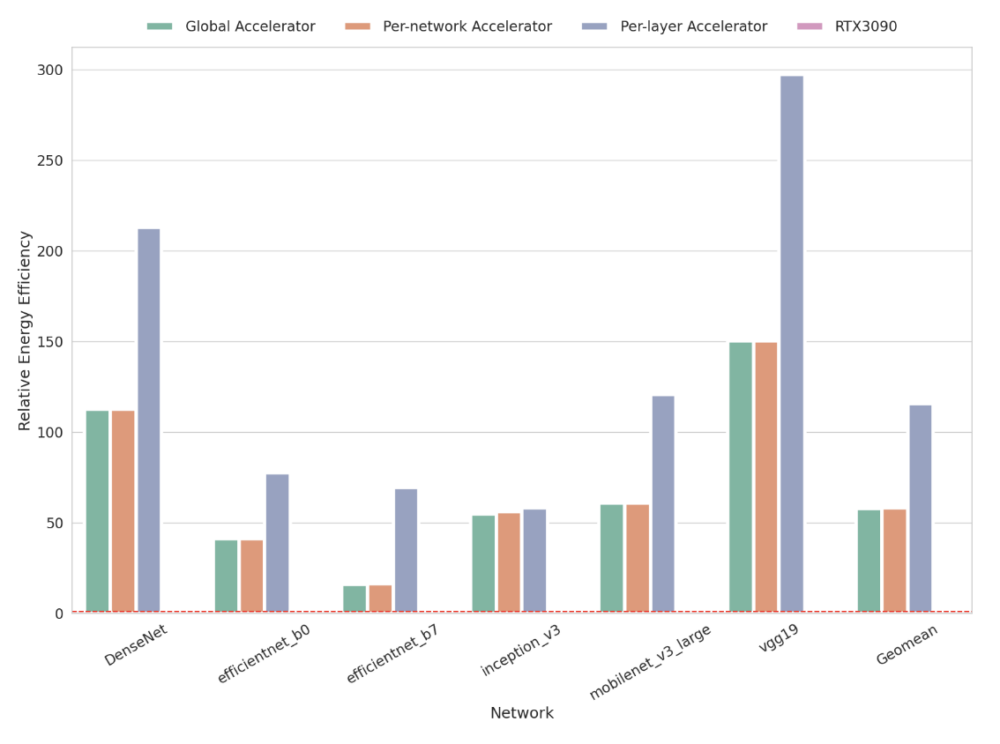 Global Accelerator Per-network Accelerator Per-layer Accelerator RTX3090
Relative Energy Efficiency
300
250
200
150
100
50
0
DenseNet efficientnet_b0 efficientnet_b7 inception_v3 mobilenet_v3_large vgg19 Geomean
Network